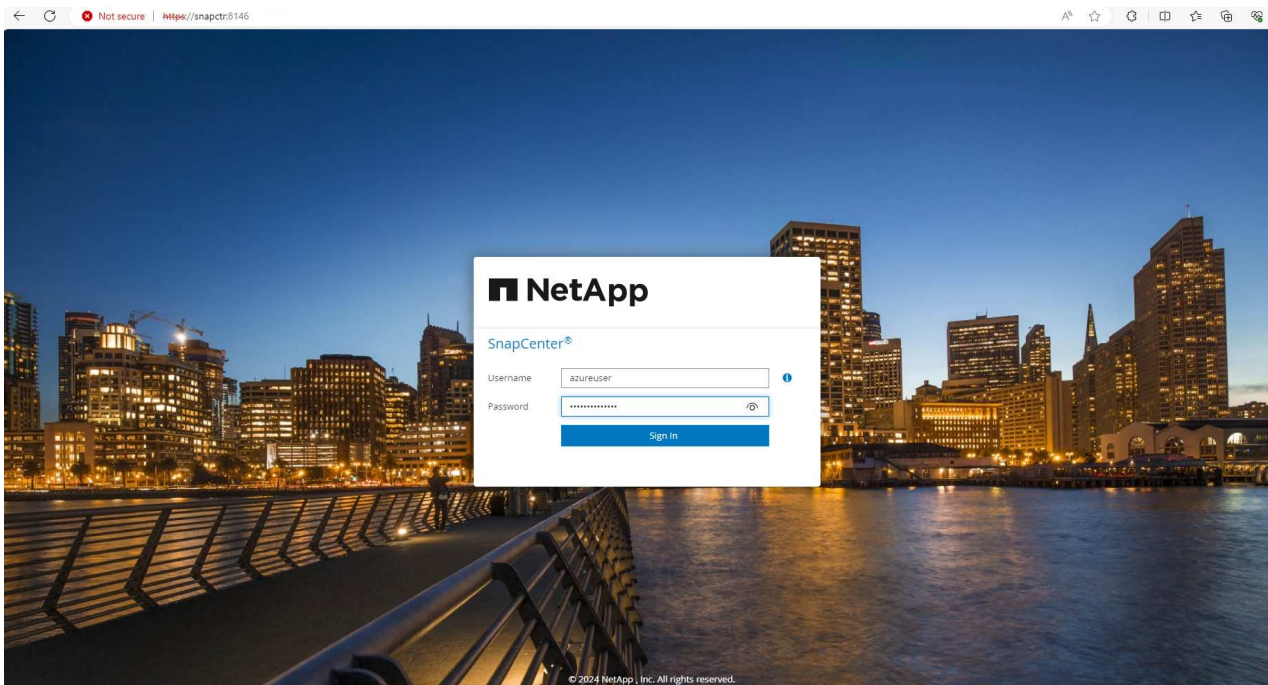 Not secure | https://snapctr:8146
NetApp
SnapCenter®
Username azureuser
Password ••••••••••••••
Sign In
© 2024 NetApp , Inc. All rights reserved.